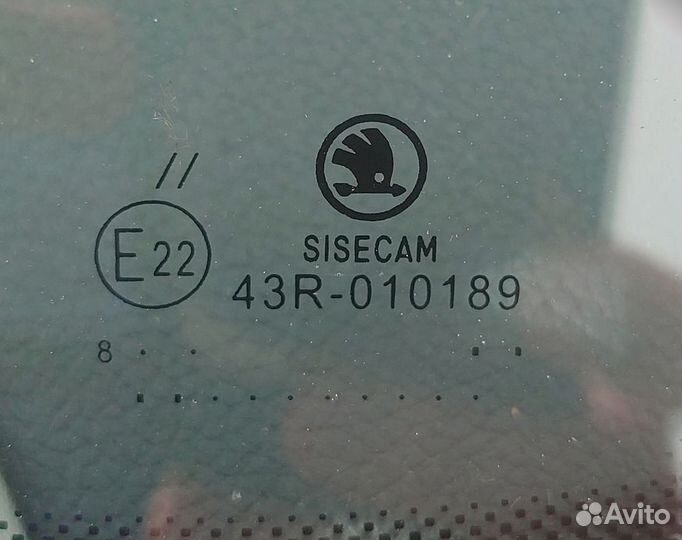 //
E22
SISECAM
43R-010189
8 . .
Avito